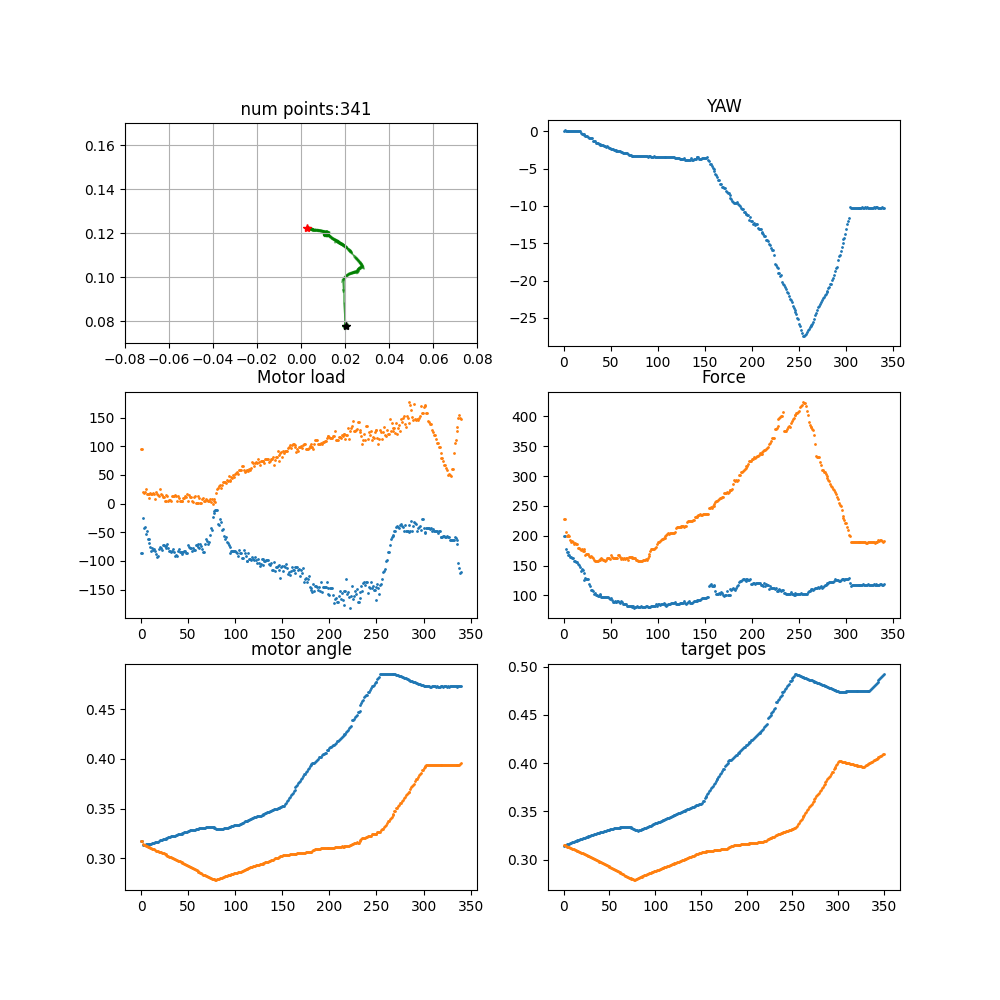 num points:341
0.16
0.14
0.12
0.10
0.08
−0.08 −0.06 −0.04 −0.02 0.00 0.02 0.04 0.06 0.08
YAW
0
−5
−10
−15
−20
−25
0 50 100 150 200 250 300 350
Motor load
150
100
50
0
−50
−100
−150
0 50 100 150 200 250 300 350
Force
400
350
300
250
200
150
100
0 50 100 150 200 250 300 350
motor angle
0.45
0.40
0.35
0.30
0 50 100 150 200 250 300 350
target pos
0.50
0.45
0.40
0.35
0.30
0 50 100 150 200 250 300 350